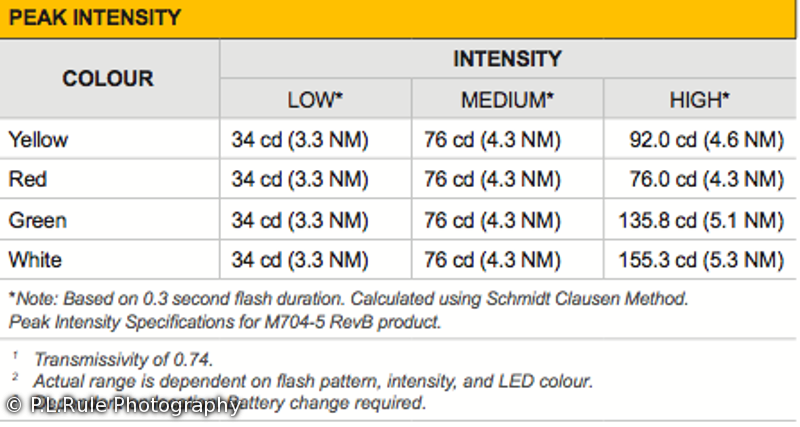 PEAK INTENSITY
COLOUR
INTENSITY
LOW* MEDIUM* HIGH*
Yellow 34 cd (3.3 NM) 76 cd (4.3 NM) 92.0 cd (4.6 NM)
Red 34 cd (3.3 NM) 76 cd (4.3 NM) 76.0 cd (4.3 NM)
Green 34 cd (3.3 NM) 76 cd (4.3 NM) 135.8 cd (5.1 NM)
White 34 cd (3.3 NM) 76 cd (4.3 NM) 155.3 cd (5.3 NM)
*Note: Based on 0.3 second flash duration. Calculated using Schmidt Clausen Method.
Peak Intensity Specifications for M704-5 RevB product.
1 Transmissivity of 0.74.
2 Actual range is dependent on flash pattern, intensity, and LED colour.
Battery change required.
© P.L.Rule Photography